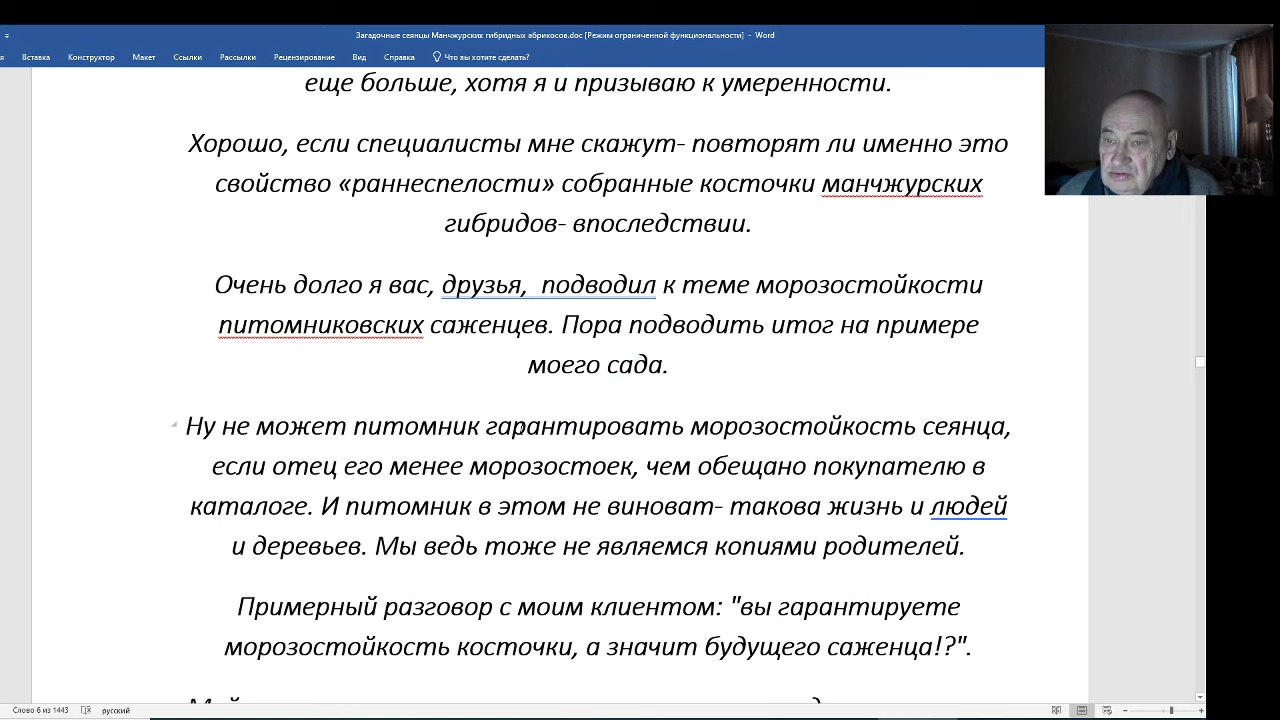 Загадочные сеянцы Манчжурских гибридных абрикосов.doc [Режим ограниченной функциональности] - Word
Вставка Конструктор Макет Ссылки Рассылки Рецензирование Вид Справка Что вы хотите сделать?
еще больше, хотя я и призываю к умеренности.
Хорошо, если специалисты мне скажут- повторят ли именно это
свойство «раннеспелости» собранные косточки манчжурских
гибридов- впоследствии.
Очень долго я вас, друзья, подводил к теме морозостойкости
питомниковских саженцев. Пора подводить итог на примере
моего сада.
Ну не может питомник гарантировать морозостойкость сеянца,
если отец его менее морозостоек, чем обещано покупателю в
каталоге. И питомник в этом не виноват- такова жизнь и людей
и деревьев. Мы ведь тоже не являемся копиями родителей.
Примерный разговор с моим клиентом: "вы гарантируете
морозостойкость косточки, а значит будущего саженца!?".
Слово 6 из 1443 русский